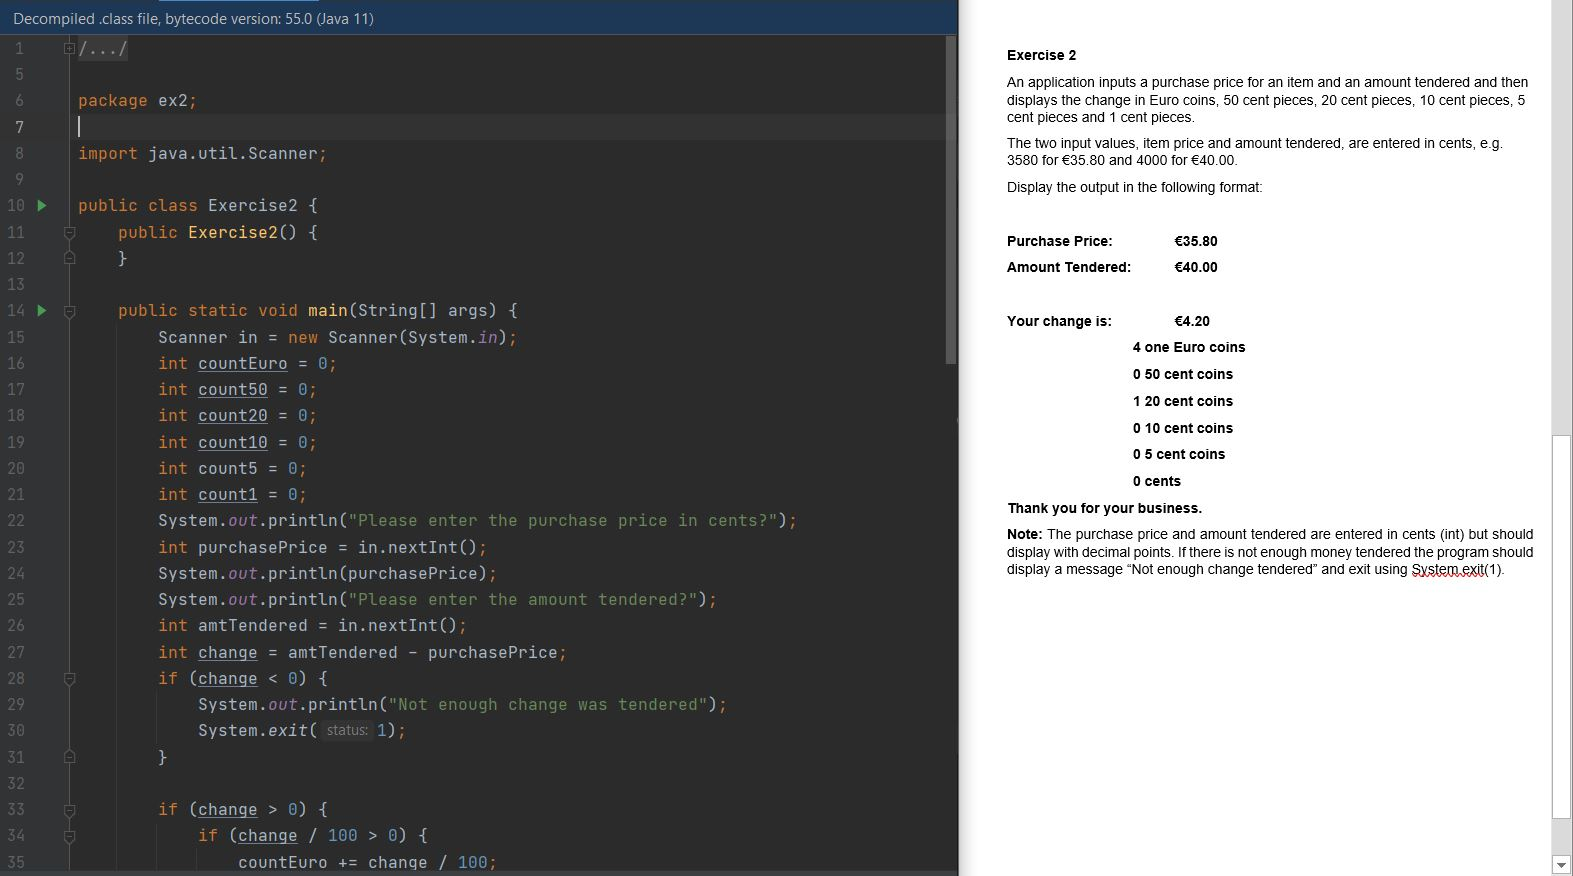 Decompiled .class file, bytecode version: 55.0 (Java 11)
1 /.../
5
6 package ex2;
7
8 import java.util.Scanner;
9
10 public class Exercise2 {
11 public Exercise2() {
12 }
13
14 public static void main(String[] args) {
15 Scanner in = new Scanner(System.in);
16 int countEuro = 0;
17 int count50 = 0;
18 int count20 = 0;
19 int count10 = 0;
20 int count5 = 0;
21 int count1 = 0;
22 System.out.println("Please enter the purchase price in cents?");
23 int purchasePrice = in.nextInt();
24 System.out.println(purchasePrice);
25 System.out.println("Please enter the amount tendered?");
26 int amtTendered = in.nextInt();
27 int change = amtTendered - purchasePrice;
28 if (change < 0) {
29 System.out.println("Not enough change was tendered");
30 System.exit( status: 1);
31 }
32
33 if (change > 0) {
34 if (change / 100 > 0) {
35 countEuro += change / 100;
Exercise 2
An application inputs a purchase price for an item and an amount tendered and then
displays the change in Euro coins, 50 cent pieces, 20 cent pieces, 10 cent pieces, 5
cent pieces and 1 cent pieces.
The two input values, item price and amount tendered, are entered in cents, e.g.
3580 for €35.80 and 4000 for €40.00.
Display the output in the following format:
Purchase Price: €35.80
Amount Tendered: €40.00
Your change is: €4.20
4 one Euro coins
0 50 cent coins
1 20 cent coins
0 10 cent coins
0 5 cent coins
0 cents
Thank you for your business.
Note: The purchase price and amount tendered are entered in cents (int) but should
display with decimal points. If there is not enough money tendered the program should
display a message “Not enough change tendered” and exit using System.exit(1).